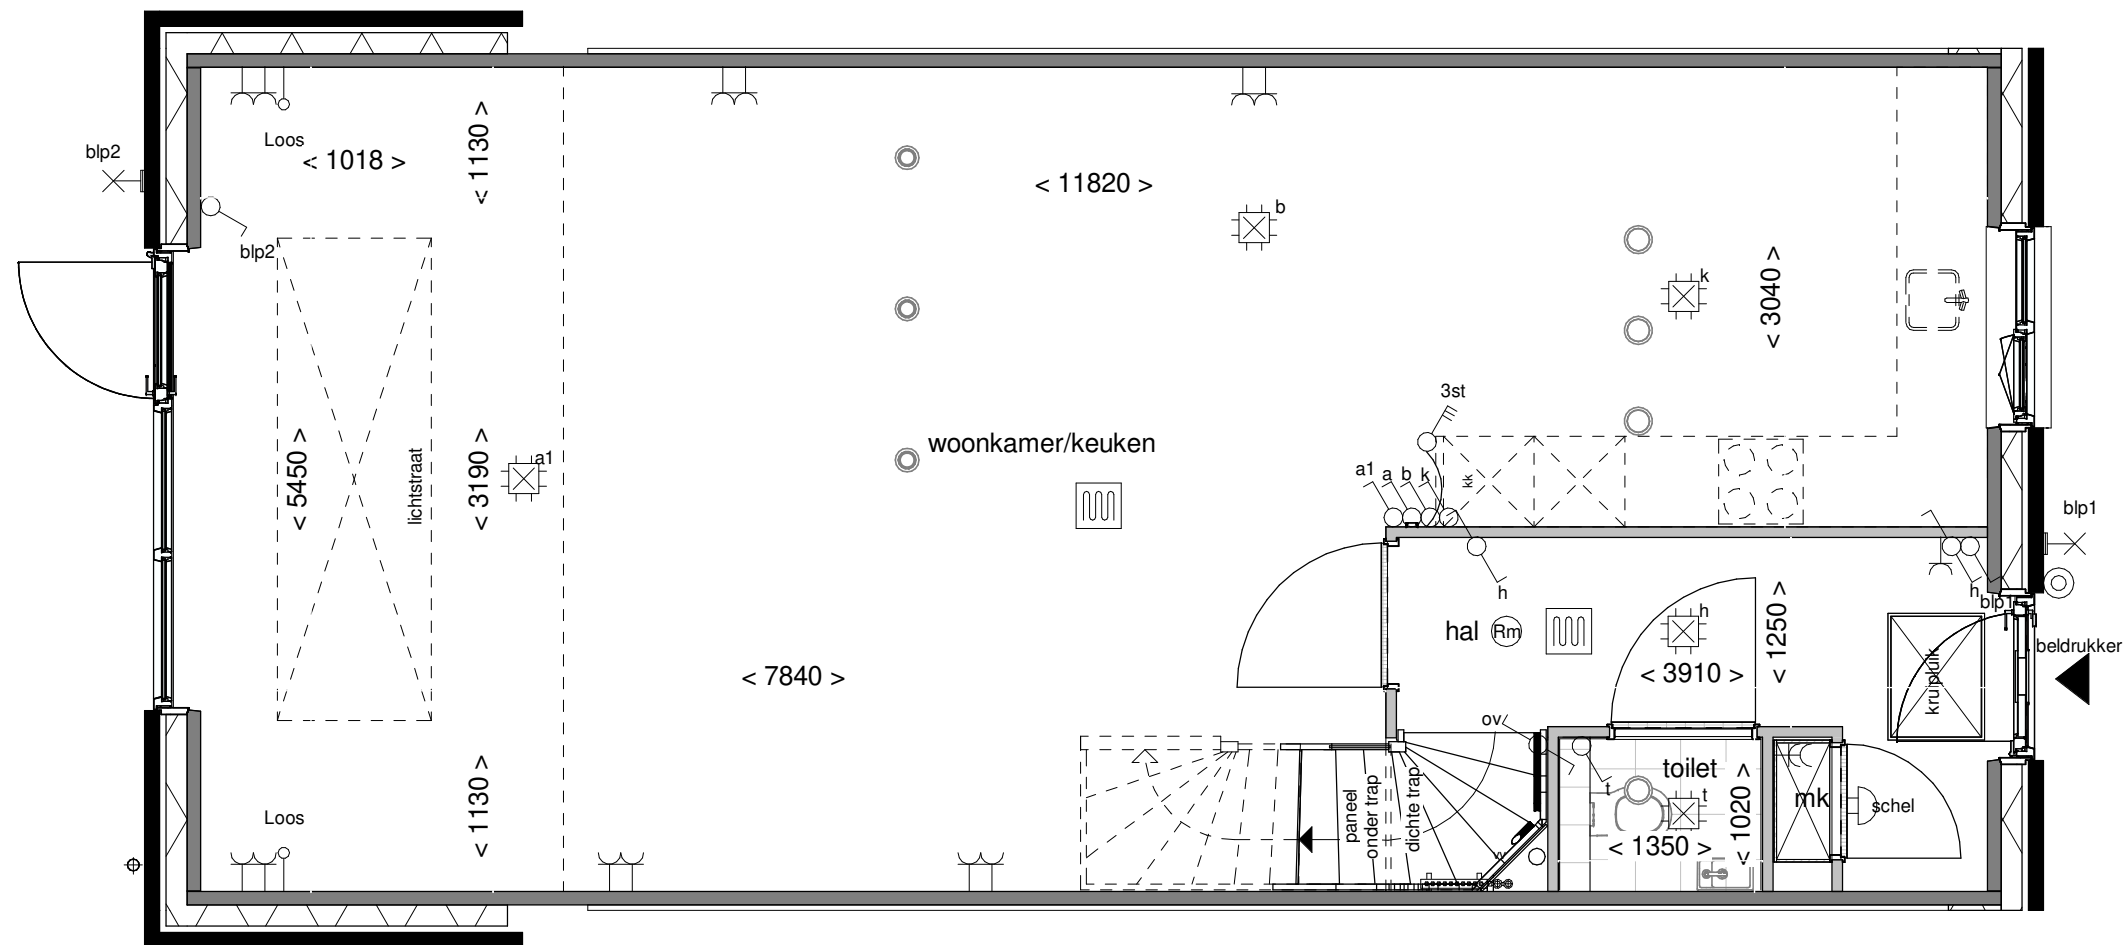 blp2
Loos
< 1018 >
< 1130 >
< 11820 >
b
blp2
k
< 3040 >
3st
woonkamer/keuken
a1
< 5450 >
lichtstraat
< 3190 >
a1
a
b
k
kk
blp1
h
h
blp1
hal
Rm
h
< 1250 >
< 3910 >
kruipluik
beldrukker
< 7840 >
ov
toilet
t
t
< 1350 >
< 1020 >
mk
schel
paneel
onder trap
dichte trap
v
< 1130 >
Loos